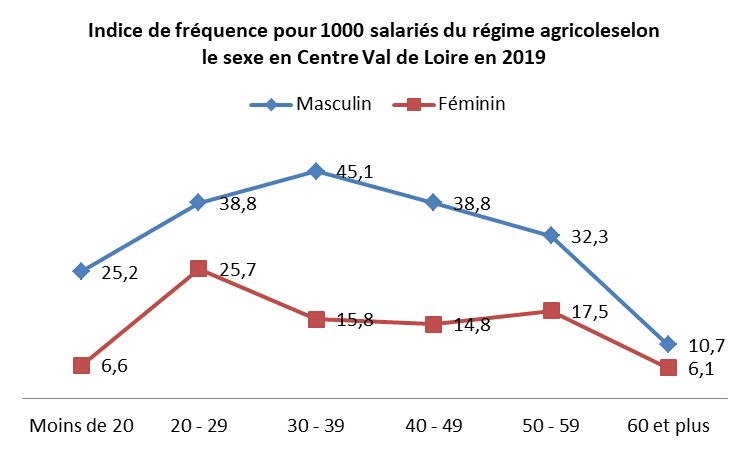 Indice de fréquence pour 1000 salariés du régime agricoleselon
le sexe en Centre Val de Loire en 2019
Masculin Féminin
45,1
38,8 38,8
32,3
25,2 25,7
15,8 14,8 17,5
10,7
6,6 6,1
Moins de 20 20 - 29 30 - 39 40 - 49 50 - 59 60 et plus